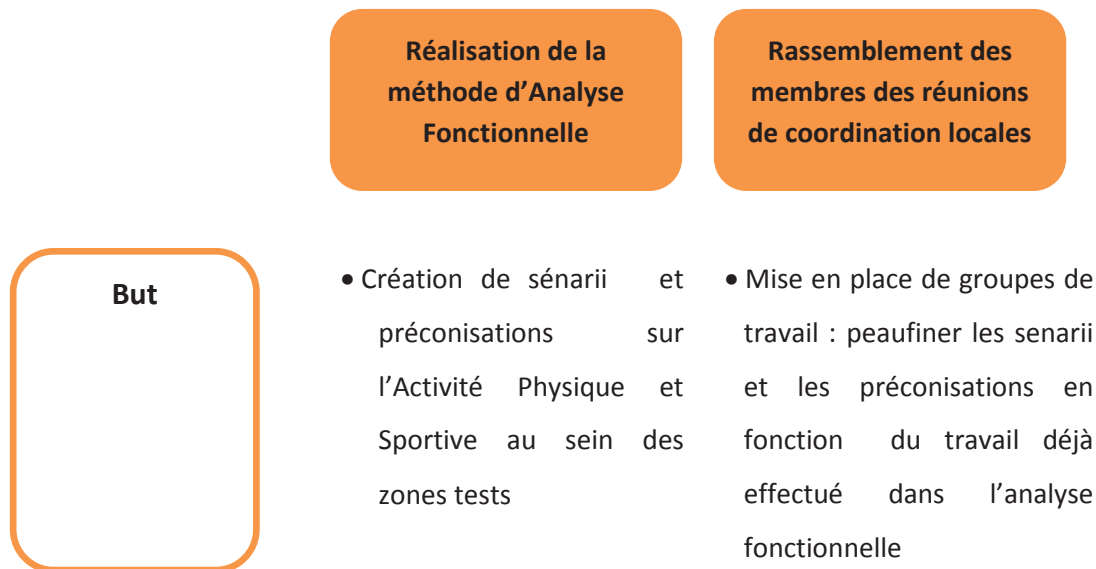 Réalisation de la
méthode d’Analyse
Fonctionnelle
Rassemblement des
membres des réunions
de coordination locales
But
• Création de sénarii et
préconisations sur
l’Activité Physique et
Sportive au sein des
zones tests
• Mise en place de groupes de
travail : peaufiner les senarii
et les préconisations en
fonction du travail déjà
effectué dans l’analyse
fonctionnelle